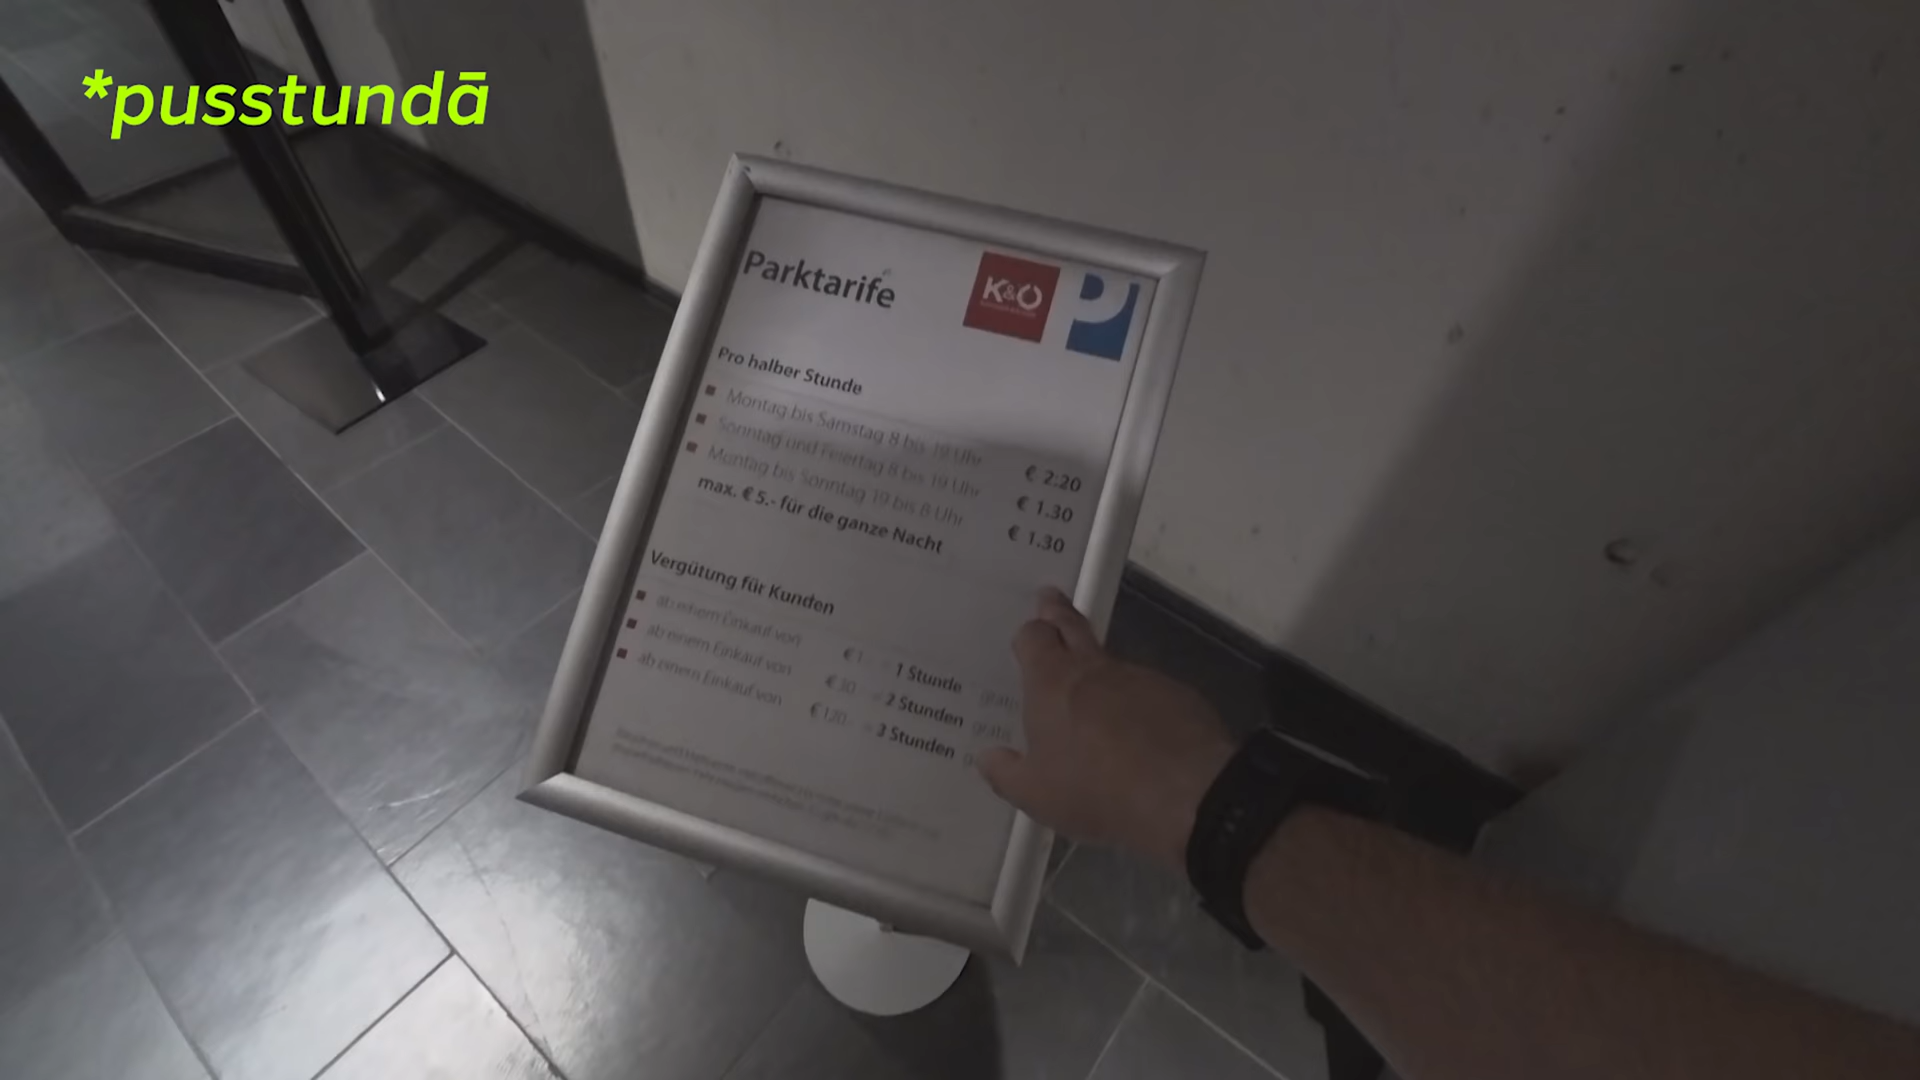 *pusstundā
Parktarife
K&Ö
P
Pro halber Stunde
Montag bis Samstag 8 bis 19 Uhr € 2:20
Sonntag und Feiertag 8 bis 19 Uhr € 1.30
Montag bis Sonntag 19 bis 8 Uhr € 1.30
max. € 5.- für die ganze Nacht
Vergütung für Kunden
ab einem Einkauf von € 1 1 Stunde gratis
ab einem Einkauf von € 30 2 Stunden gratis
ab einem Einkauf von € 120 3 Stunden